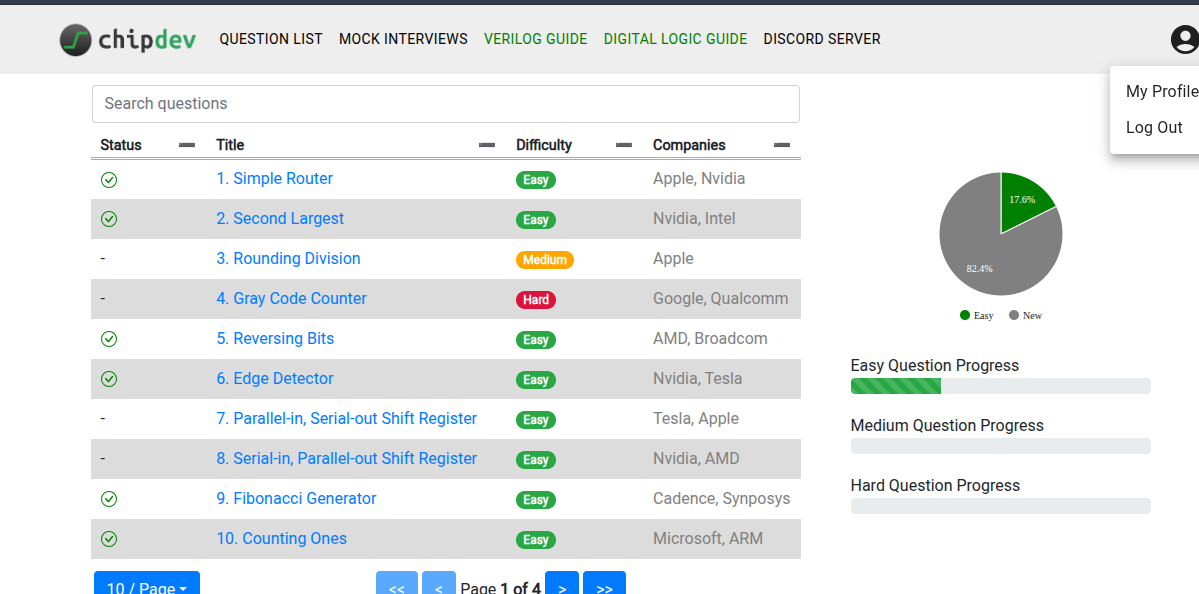 chipdev QUESTION LIST MOCK INTERVIEWS VERILOG GUIDE DIGITAL LOGIC GUIDE DISCORD SERVER
My Profile
Log Out
Search questions
Status Title Difficulty Companies
1. Simple Router Easy Apple, Nvidia
2. Second Largest Easy Nvidia, Intel
- 3. Rounding Division Medium Apple
- 4. Gray Code Counter Hard Google, Qualcomm
5. Reversing Bits Easy AMD, Broadcom
6. Edge Detector Easy Nvidia, Tesla
- 7. Parallel-in, Serial-out Shift Register Easy Tesla, Apple
- 8. Serial-in, Parallel-out Shift Register Easy Nvidia, AMD
9. Fibonacci Generator Easy Cadence, Synposys
10. Counting Ones Easy Microsoft, ARM
10 / Page << < Page 1 of 4 > >>
17.6%
82.4%
Easy New
Easy Question Progress
Medium Question Progress
Hard Question Progress